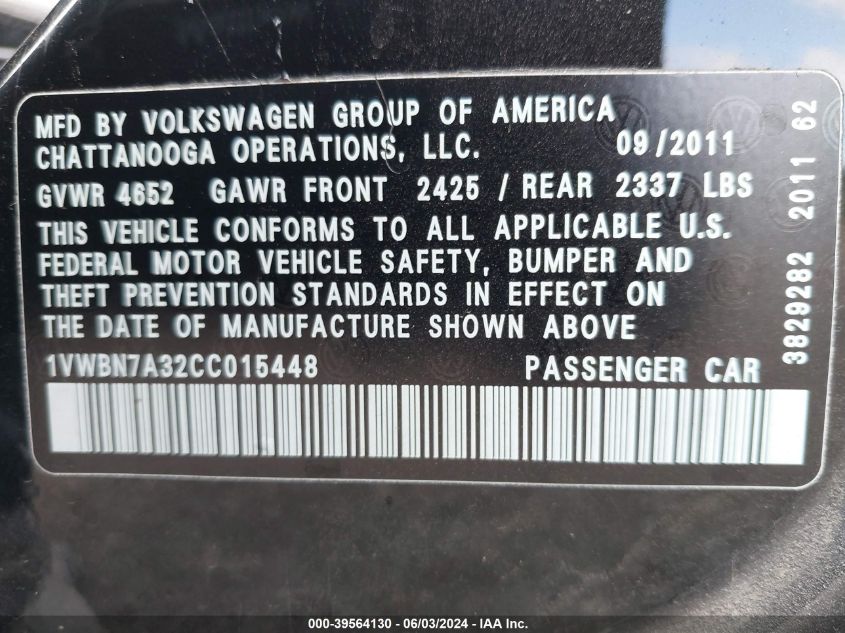 MFD BY VOLKSWAGEN GROUP OF AMERICA
CHATTANOOGA OPERATIONS, LLC. 09/2011
GVWR 4652 GAWR FRONT 2425 / REAR 2337 LBS
THIS VEHICLE CONFORMS TO ALL APPLICABLE U.S.
FEDERAL MOTOR VEHICLE SAFETY, BUMPER AND
THEFT PREVENTION STANDARDS IN EFFECT ON
THE DATE OF MANUFACTURE SHOWN ABOVE
1VWBN7A32CC015448 PASSENGER CAR
3829282 2011 62
000-39564130 - 06/03/2024 - IAA Inc.